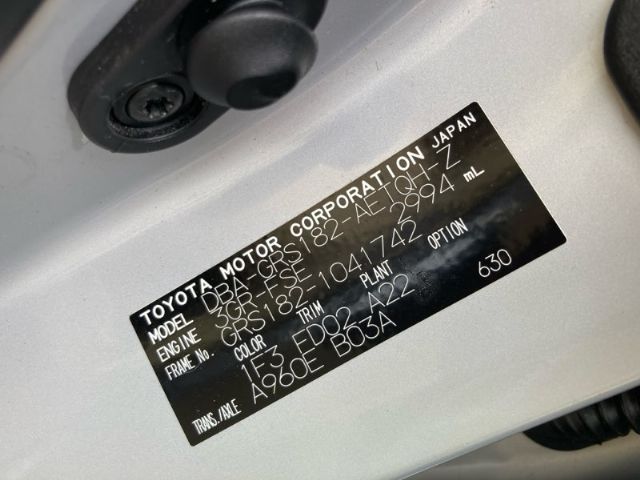 TOYOTA MOTOR CORPORATION JAPAN
MODEL DBA-GRS182-AETQH-Z
ENGINE 3GR-FSE 2994 mL
FRAME No. GRS182-1041742
COLOR TRIM PLANT OPTION
1F3 FD02 A22 630
TRANS./AXLE A960E B03A